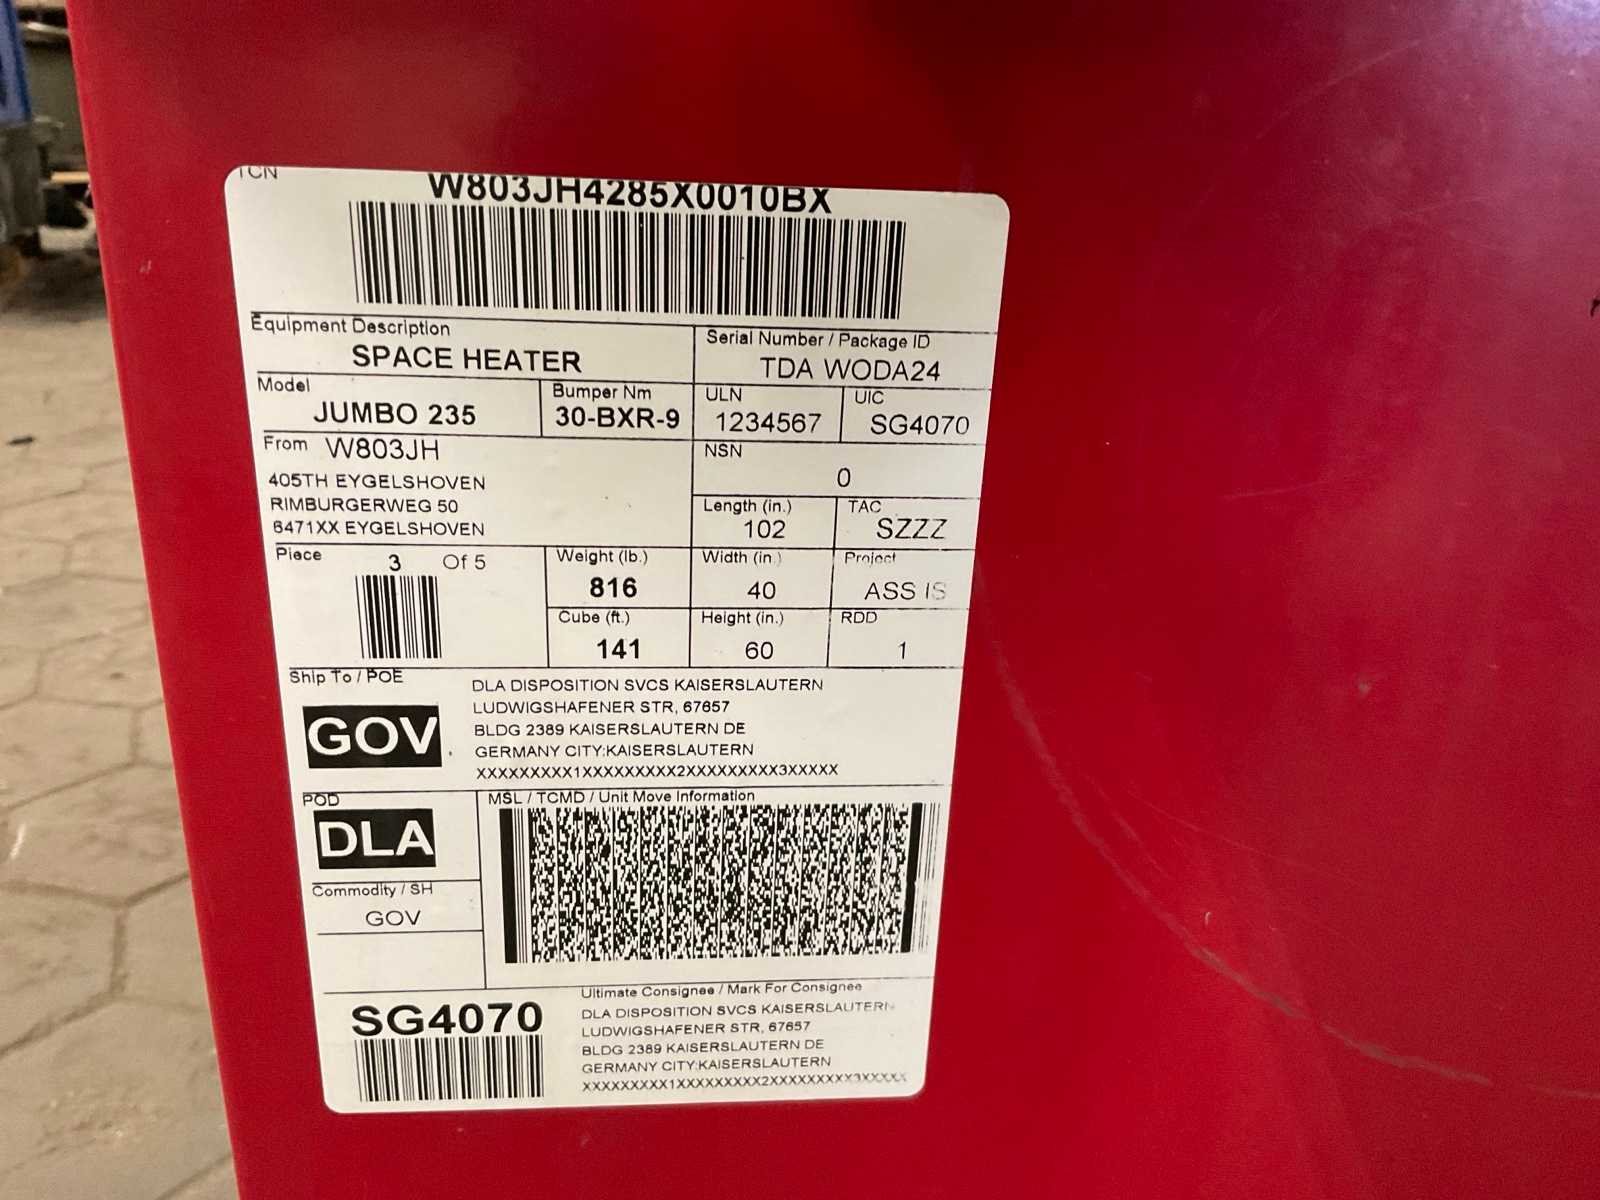 TCN
W803JH4285X0010BX
Equipment Description
SPACE HEATER
Serial Number / Package ID
TDA WODA24
Model
JUMBO 235
Bumper Nm
30-BXR-9
ULN
1234567
UIC
SG4070
From W803JH
405TH EYGELSHOVEN
RIMBURGERWEG 50
6471XX EYGELSHOVEN
NSN
0
Length (in.)
102
TAC
SZZZ
Piece 3 Of 5
Weight (lb.)
816
Width (in.)
40
Project
ASS IS
Cube (ft.)
141
Height (in.)
60
RDD
1
Ship To / POE
GOV
DLA DISPOSITION SVCS KAISERSLAUTERN
LUDWIGSHAFENER STR, 67657
BLDG 2389 KAISERSLAUTERN DE
GERMANY CITY:KAISERSLAUTERN
XXXXXXXXX1XXXXXXXXX2XXXXXXXXX3XXXXX
POD
DLA
MSL / TCMD / Unit Move Information
Commodity / SH
GOV
SG4070
Ultimate Consignee / Mark For Consignee
DLA DISPOSITION SVCS KAISERSLAUTERN
LUDWIGSHAFENER STR, 67657
BLDG 2389 KAISERSLAUTERN DE
GERMANY CITY:KAISERSLAUTERN
XXXXXXXXX1XXXXXXXXX2XXXXXXXXX3XXXXX